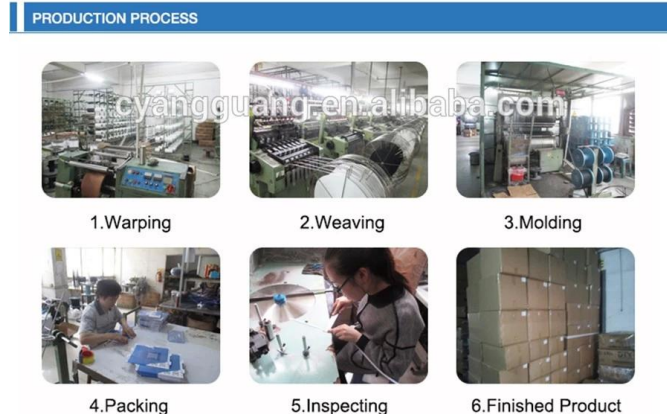 PRODUCTION PROCESS
cyangguang.en.alibaba.com
1.Warping
2.Weaving
3.Molding
4.Packing
5.Inspecting
6.Finished Product